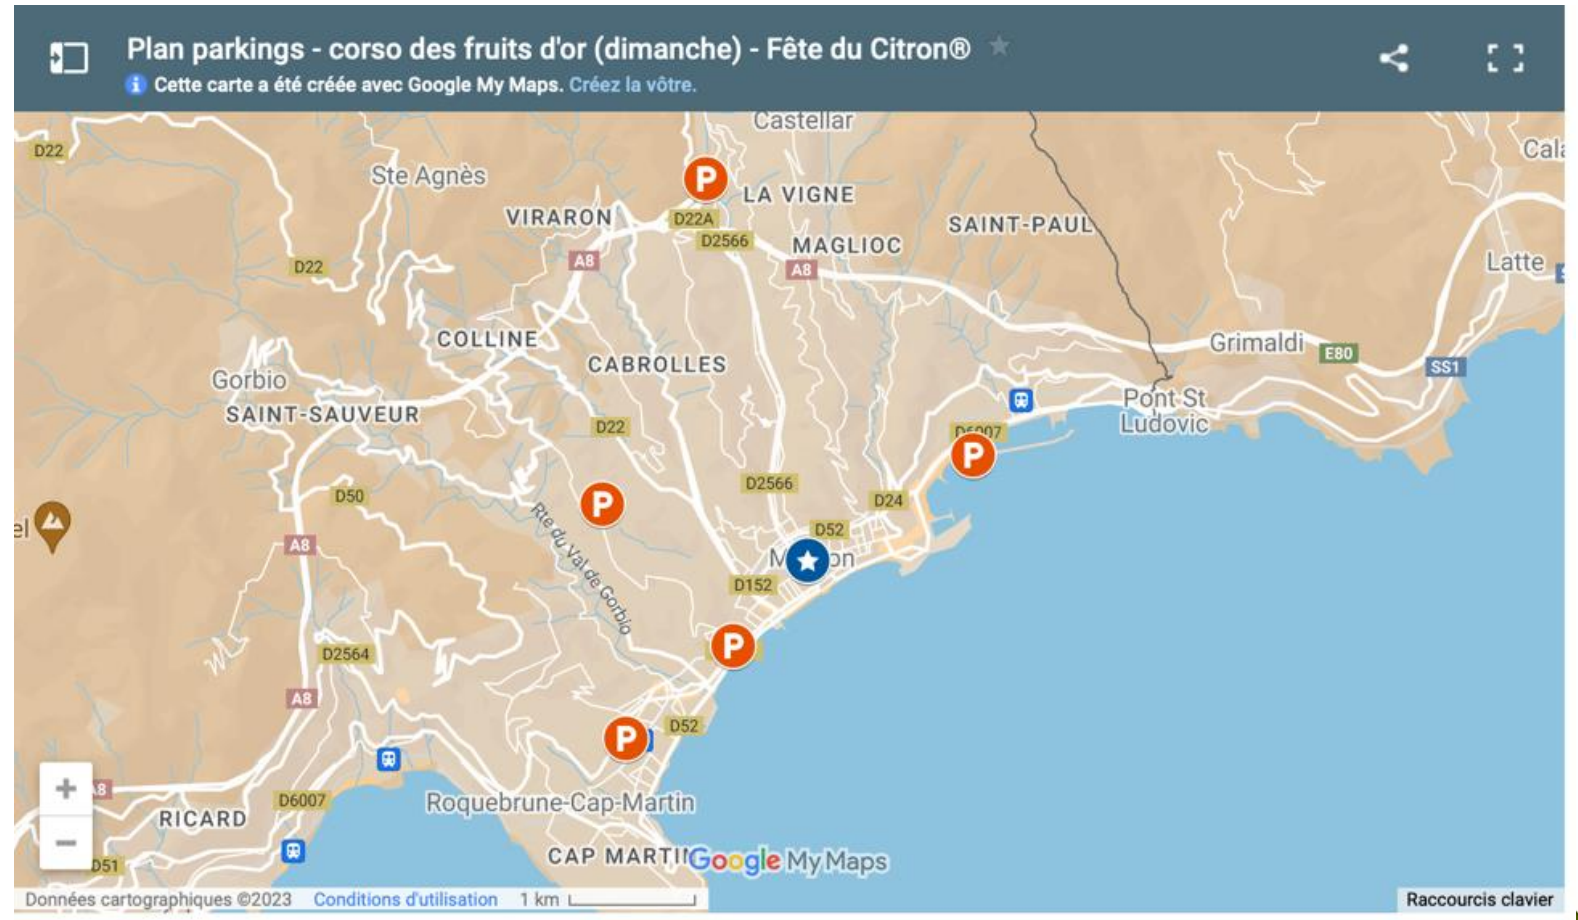 Plan parkings - corso des fruits d'or (dimanche) - Fête du Citron®
Cette carte a été créée avec Google My Maps. Créez la vôtre.
Castellar
D22
Ste Agnès
P
LA VIGNE
VIRARON
D22A
SAINT-PAUL
D2566
MAGLIOC
A8
A8
D22
Latte
COLLINE
Grimaldi
E80
CABROLLES
SS1
Gorbio
Pont St
Ludovic
SAINT-SAUVEUR
D22
D6007
P
D2566
D50
P
D24
Rte du Val de Gorbio
D52
A8
D152
P
D2564
A8
D52
P
A8
D6007
Roquebrune-Cap-Martin
RICARD
CAP MARTI
Google My Maps
D51
Données cartographiques ©2023 Conditions d'utilisation 1 km
Raccourcis clavier